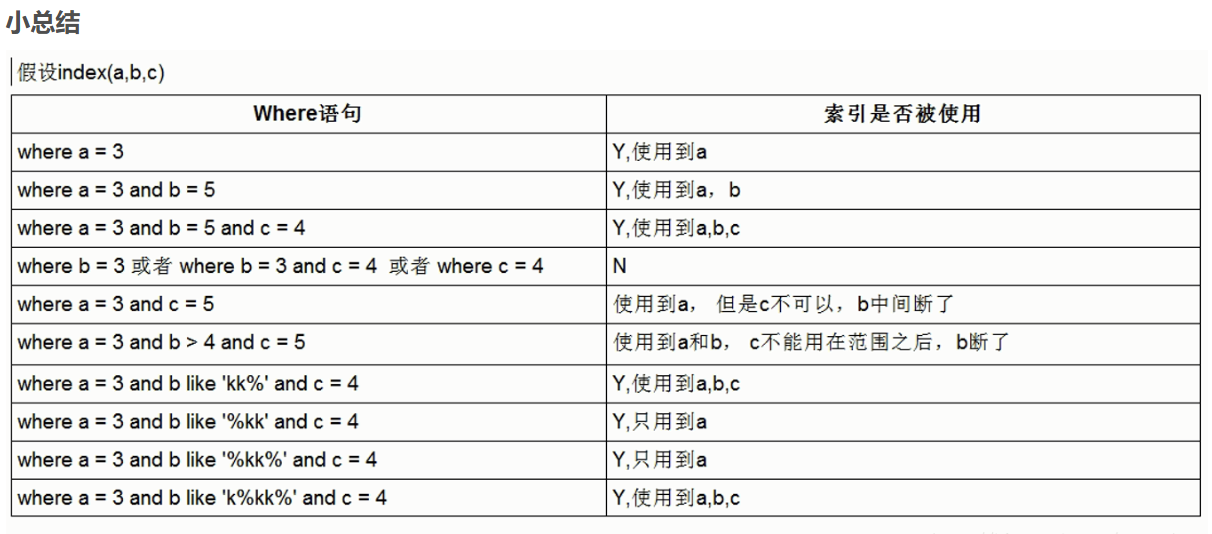 小总结
假设index(a,b,c)
Where语句 索引是否被使用
where a = 3 Y,使用到a
where a = 3 and b = 5 Y,使用到a，b
where a = 3 and b = 5 and c = 4 Y,使用到a,b,c
where b = 3 或者 where b = 3 and c = 4 或者 where c = 4 N
where a = 3 and c = 5 使用到a， 但是c不可以，b中间断了
where a = 3 and b > 4 and c = 5 使用到a和b， c不能用在范围之后，b断了
where a = 3 and b like 'kk%' and c = 4 Y,使用到a,b,c
where a = 3 and b like '%kk' and c = 4 Y,只用到a
where a = 3 and b like '%kk%' and c = 4 Y,只用到a
where a = 3 and b like 'k%kk%' and c = 4 Y,使用到a,b,c